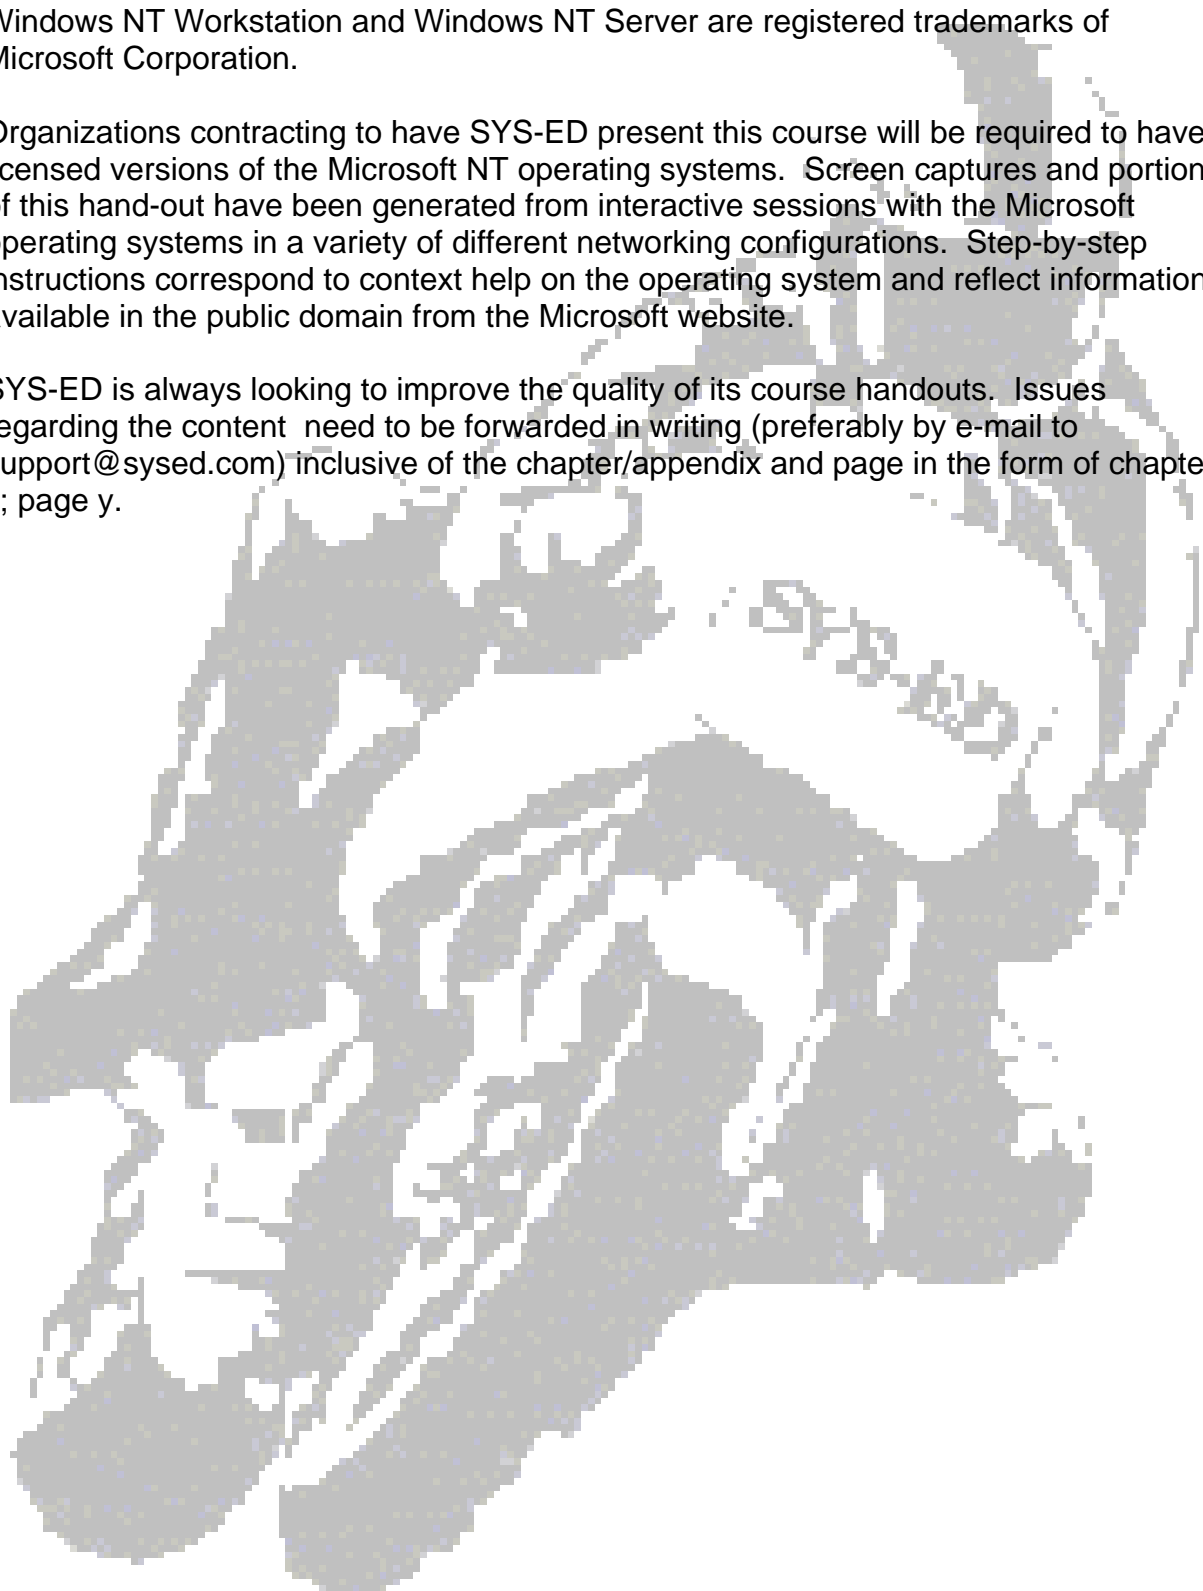 Windows NT Workstation and Windows NT Server are registered trademarks of
Microsoft Corporation.
Organizations contracting to have SYS-ED present this course will be required to have
icensed versions of the Microsoft NT operating systems.  Screen captures and portion
of this hand-out have been generated from interactive sessions with the Microsoft
operating systems in a variety of different networking configurations.  Step-by-step
nstructions correspond to context help on the operating system and reflect information
available in the public domain from the Microsoft website.
SYS-ED is always looking to improve the quality of its course handouts.  Issues
regarding the content  need to be forwarded in writing (preferably by e-mail to
support@sysed.com) inclusive of the chapter/appendix and page in the form of chapte
; page y.
SYS-ED